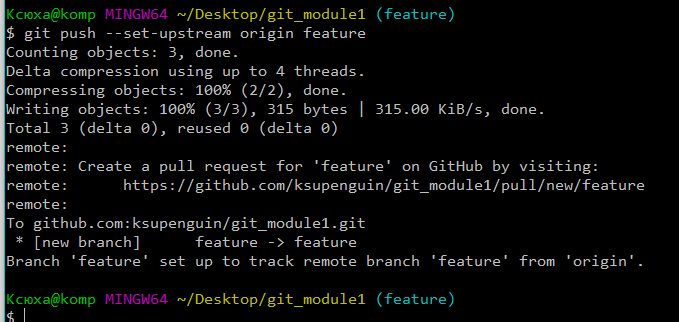 Ксюха@komp MINGW64 ~/Desktop/git_module1 (feature)
$ git push --set-upstream origin feature
Counting objects: 3, done.
Delta compression using up to 4 threads.
Compressing objects: 100% (2/2), done.
Writing objects: 100% (3/3), 315 bytes | 315.00 KiB/s, done.
Total 3 (delta 0), reused 0 (delta 0)
remote:
remote: Create a pull request for 'feature' on GitHub by visiting:
remote:      https://github.com/ksupenguin/git_module1/pull/new/feature
remote:
To github.com:ksupenguin/git_module1.git
 * [new branch]      feature -> feature
Branch 'feature' set up to track remote branch 'feature' from 'origin'.
Ксюха@komp MINGW64 ~/Desktop/git_module1 (feature)
$